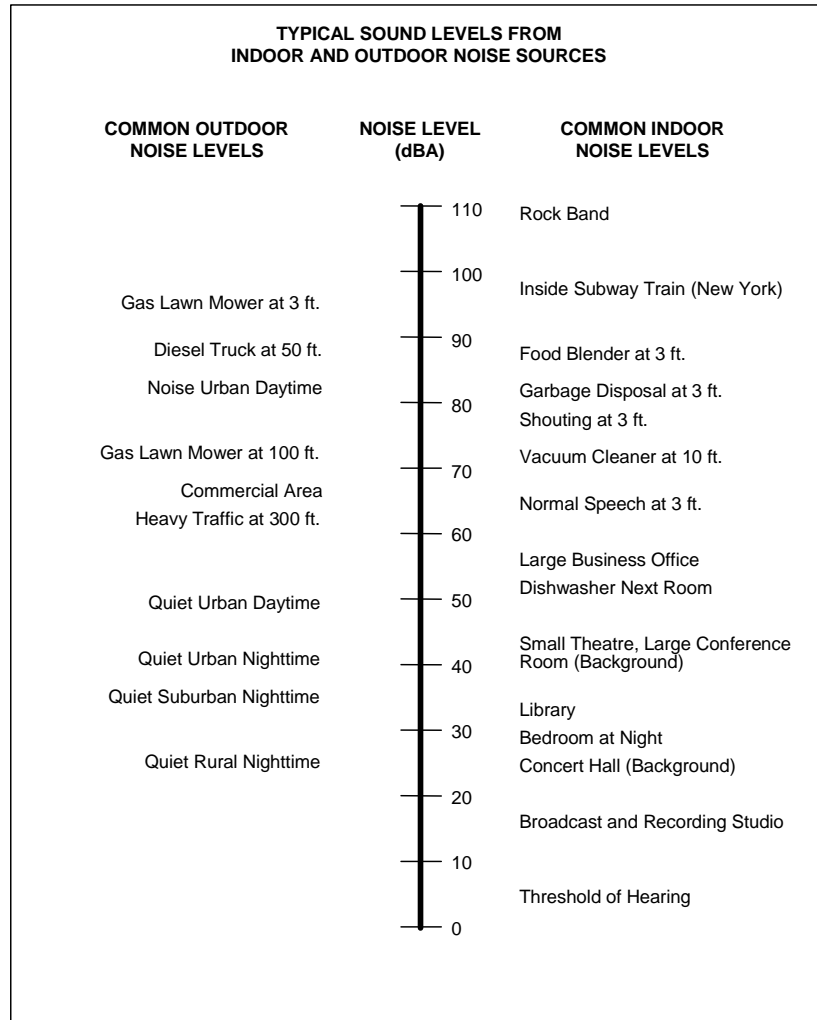 TYPICAL SOUND LEVELS FROM
INDOOR AND OUTDOOR NOISE SOURCES
COMMON OUTDOOR
NOISE LEVELS
NOISE LEVEL
(dBA)
COMMON INDOOR
NOISE LEVELS
110
Rock Band
100
Inside Subway Train (New York)
Gas Lawn Mower at 3 ft.
90
Diesel Truck at 50 ft.
Food Blender at 3 ft.
Noise Urban Daytime
Garbage Disposal at 3 ft.
80
Shouting at 3 ft.
Gas Lawn Mower at 100 ft.
Vacuum Cleaner at 10 ft.
70
Commercial Area
Normal Speech at 3 ft.
Heavy Traffic at 300 ft.
60
Large Business Office
Dishwasher Next Room
50
Quiet Urban Daytime
Small Theatre, Large Conference
Room (Background)
Quiet Urban Nighttime
40
Quiet Suburban Nighttime
Library
30
Bedroom at Night
Quiet Rural Nighttime
Concert Hall (Background)
20
Broadcast and Recording Studio
10
Threshold of Hearing
0